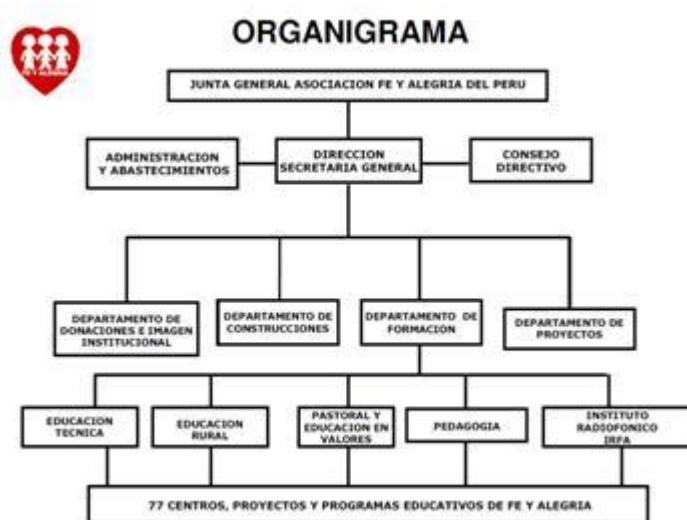 ORGANIGRAMA
FE Y ALEGRIA
JUNTA GENERAL ASOCIACION FE Y ALEGRIA DEL PERU
ADMINISTRACION
Y ABASTECIMIENTOS
DIRECCION
SECRETARIA GENERAL
CONSEJO
DIRECTIVO
DEPARTAMENTO DE
DONACIONES E IMAGEN
INSTITUCIONAL
DEPARTAMENTO DE
CONSTRUCCIONES
DEPARTAMENTO DE
FORMACION
DEPARTAMENTO DE
PROYECTOS
EDUCACION
TECNICA
EDUCACION
RURAL
PASTORAL Y
EDUCACION EN
VALORES
PEDAGOGIA
INSTITUTO
RADIOFONICO
IRFA
77 CENTROS, PROYECTOS Y PROGRAMAS EDUCATIVOS DE FE Y ALEGRIA